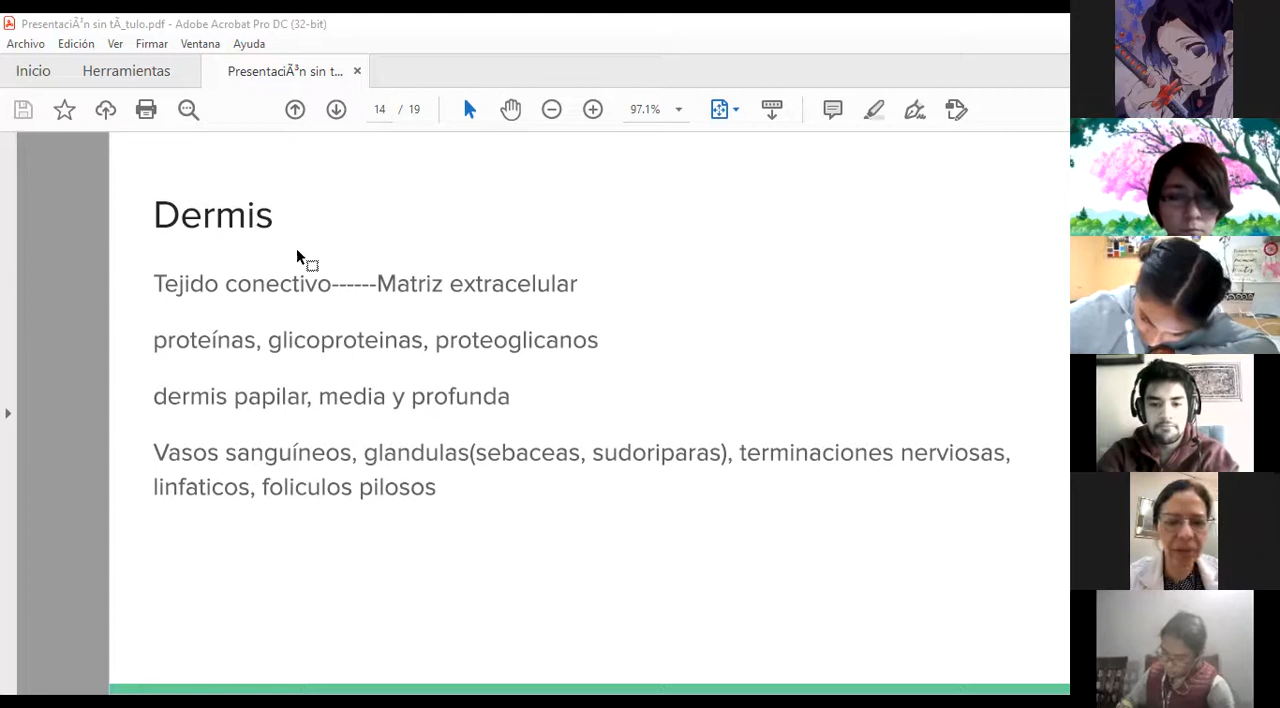 PresentaciÃ³n sin tÃ_tulo.pdf - Adobe Acrobat Pro DC (32-bit)
Archivo Edición Ver Firmar Ventana Ayuda
Inicio Herramientas PresentaciÃ³n sin t... ×
14 / 19 97.1%
Dermis
Tejido conectivo------Matriz extracelular
proteínas, glicoproteinas, proteoglicanos
dermis papilar, media y profunda
Vasos sanguíneos, glandulas(sebaceas, sudoriparas), terminaciones nerviosas,
linfaticos, foliculos pilosos